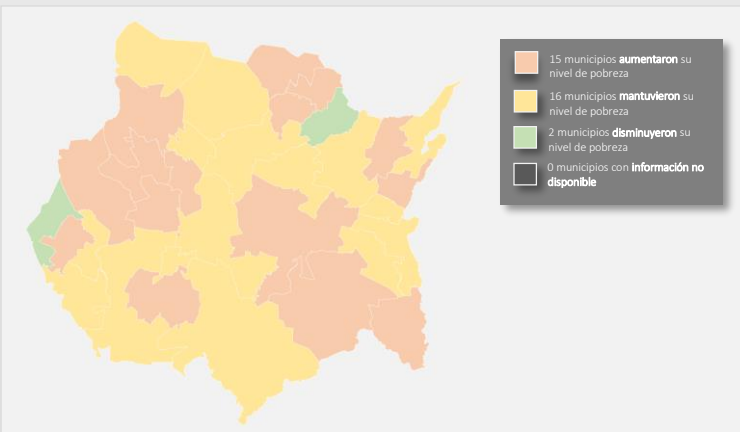 15 municipios aumentaron su
nivel de pobreza
16 municipios mantuvieron su
nivel de pobreza
2 municipios disminuyeron su
nivel de pobreza
0 municipios con información no
disponible